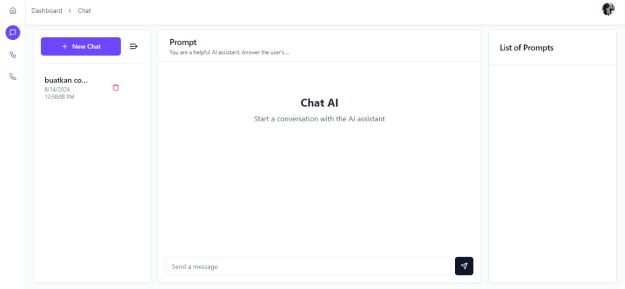 Dashboard > Chat
+ New Chat
buatkan co...
8/14/2024,
12:58:08 PM
Prompt
You are a helpful AI assistant. Anover the user's ...
Chat AI
Start a conversation with the AI assistant
Send a message
List of Prompts